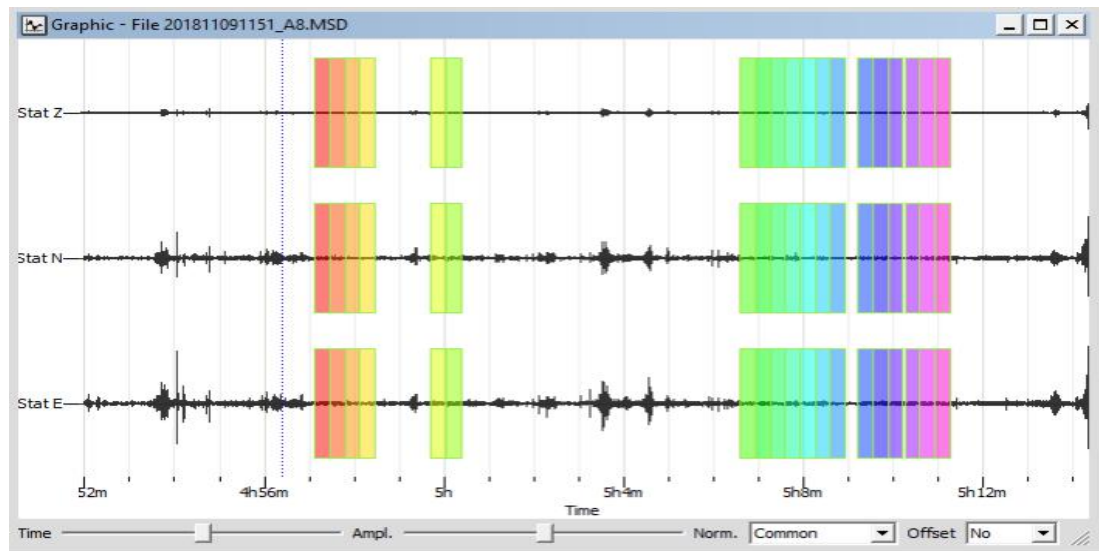 Graphic - File 201811091151_A8.MSD
Stat Z
Stat N
Stat E
52m 4h56m 5h 5h4m 5h8m 5h12m
Time
Time Ampl. Norm. Common Offset No